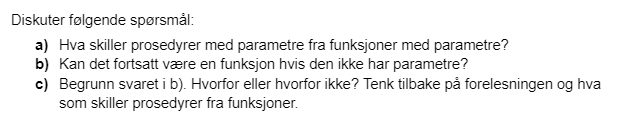 Diskuter følgende spørsmål:
a) Hva skiller prosedyrer med parametre fra funksjoner med parametre?
b) Kan det fortsatt være en funksjon hvis den ikke har parametre?
c) Begrunn svaret i b). Hvorfor eller hvorfor ikke? Tenk tilbake på forelesningen og hva
som skiller prosedyrer fra funksjoner.